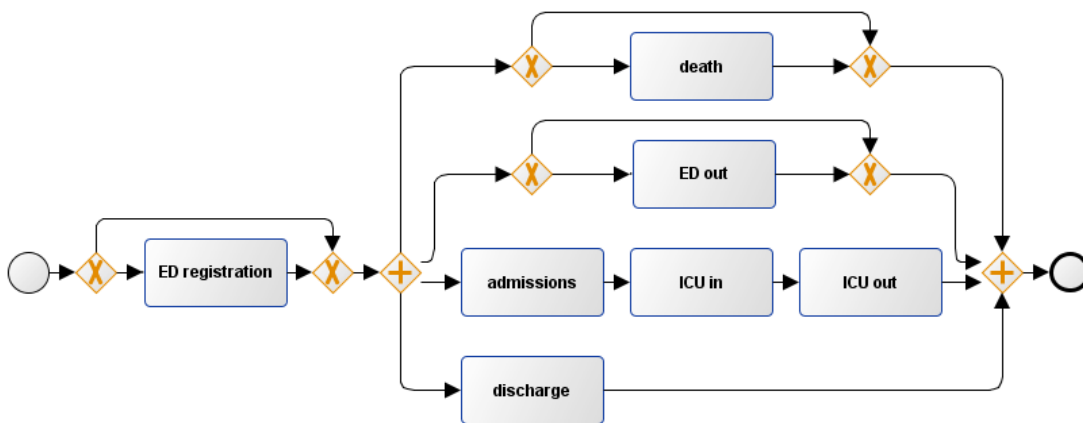 death
ED out
ED registration
admissions
ICU in
ICU out
discharge